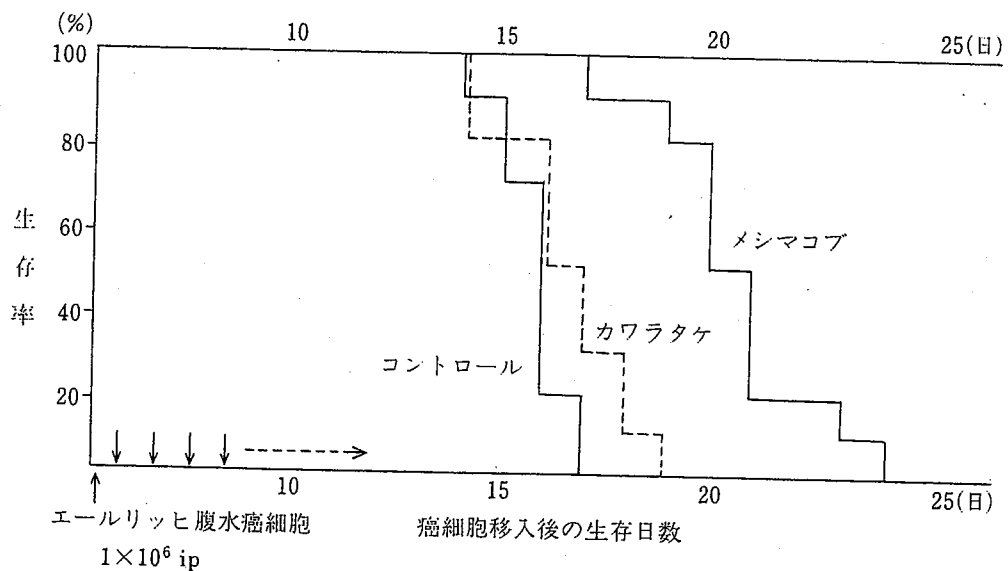 (%)
10 15 20 25(日)
100
80
60
40
20
生存率
メシマコブ
カワラタケ
コントロール
10 15 20 25(日)
エールリッヒ腹水癌細胞
1×10⁶ ip
癌細胞移入後の生存日数